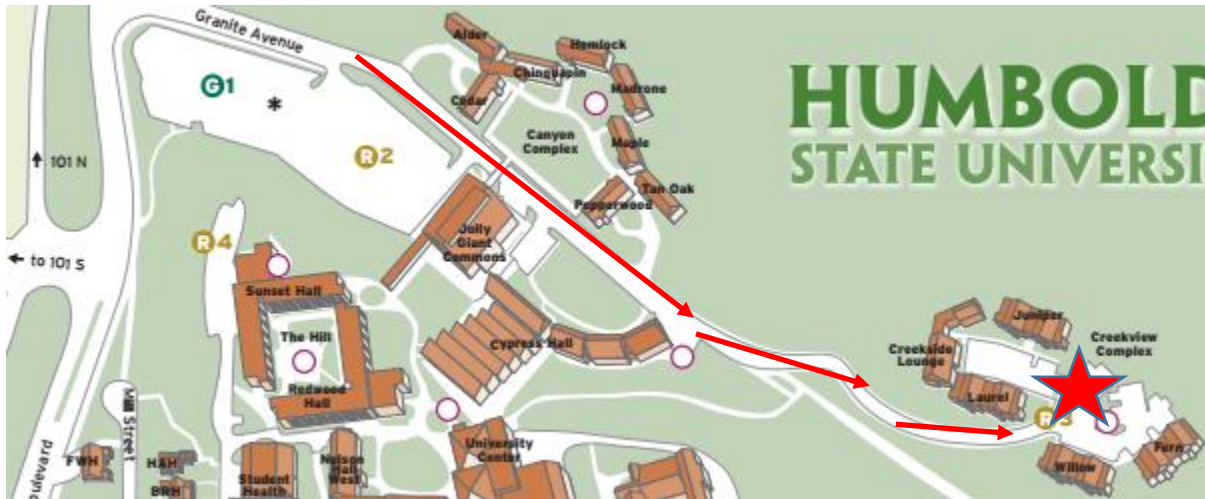 Granite Avenue
G1
*
R2
R4
R3
↑ 101 N
← to 101 S
Alder
Hemlock
Chinquapin
Madrone
Cedar
Canyon
Complex
Maple
Tan Oak
Pepperwood
HUMBOLD
STATE UNIVERSI
Jolly
Giant
Commons
Sunset Hall
The Hill
Redwood
Hall
Cypress Hall
Juniper
Creekside
Lounge
Creekview
Complex
Laurel
Fern
Willow
Mill Street
oulevard
FWH
HAH
BRH
Student
Health
Nelson
Hall
West
University
Center